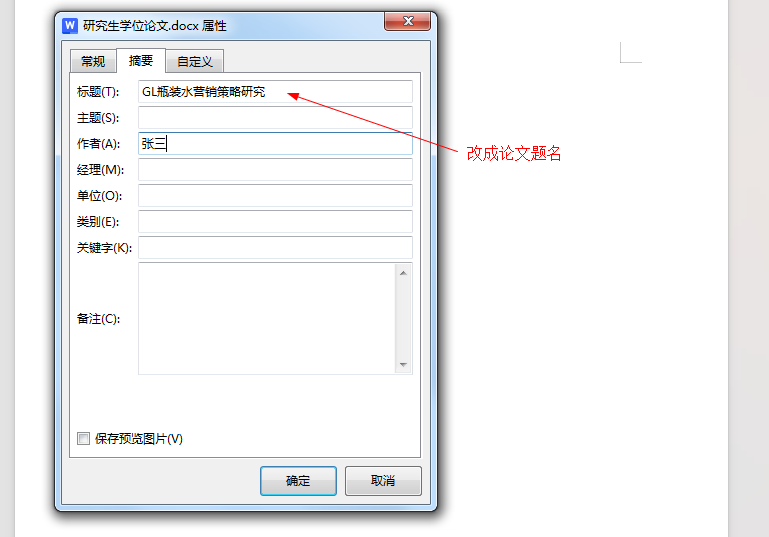 W 研究生学位论文.docx 属性
常规 摘要 自定义
标题(T): GL瓶装水营销策略研究
主题(S):
作者(A): 张三
改成论文题名
经理(M):
单位(O):
类别(E):
关键字(K):
备注(C):
保存预览图片(V)
确定 取消